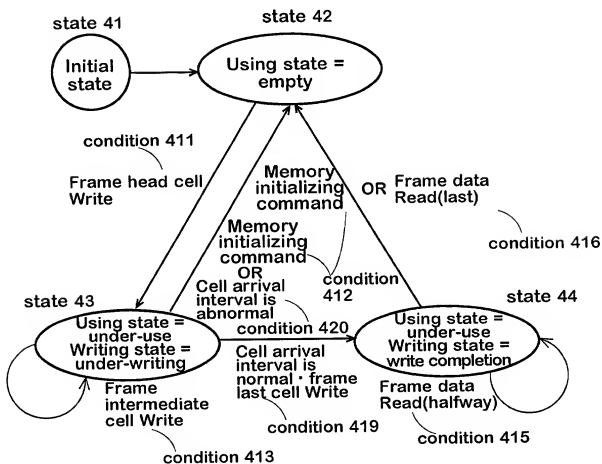 state 41
state 42
Initial
state
Using state =
empty
condition 411
Frame head cell
Write
Memory
initializing
command
OR Frame data
Read(last)
condition 416
Memory
initializing
command
OR
Cell arrival
interval is
abnormal
condition
412
condition 420
state 43
Using state =
under-use
Writing state =
under-writing
state 44
Using state =
under-use
Writing state =
write completion
Cell arrival
interval is
normal · frame
last cell Write
condition 419
Frame
intermediate
cell Write
condition 413
Frame data
Read(halfway)
condition 415